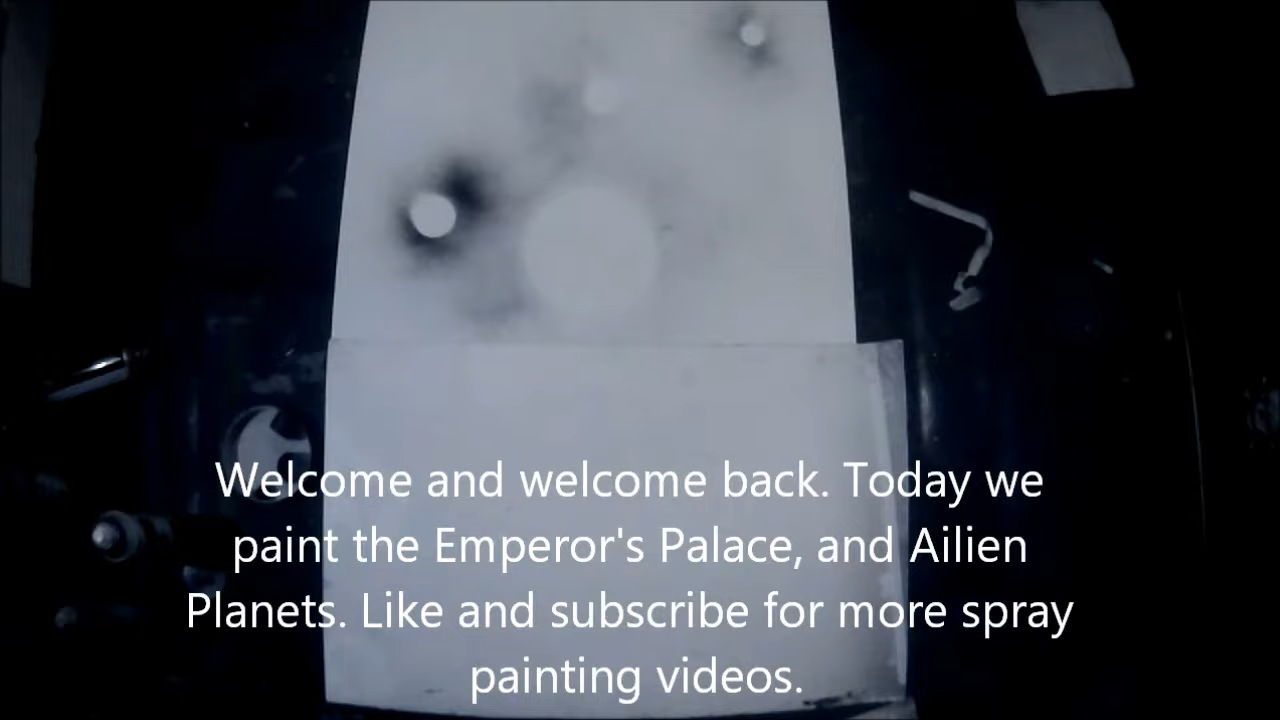 Welcome and welcome back. Today we
paint the Emperor's Palace, and Ailien
Planets. Like and subscribe for more spray
painting videos.